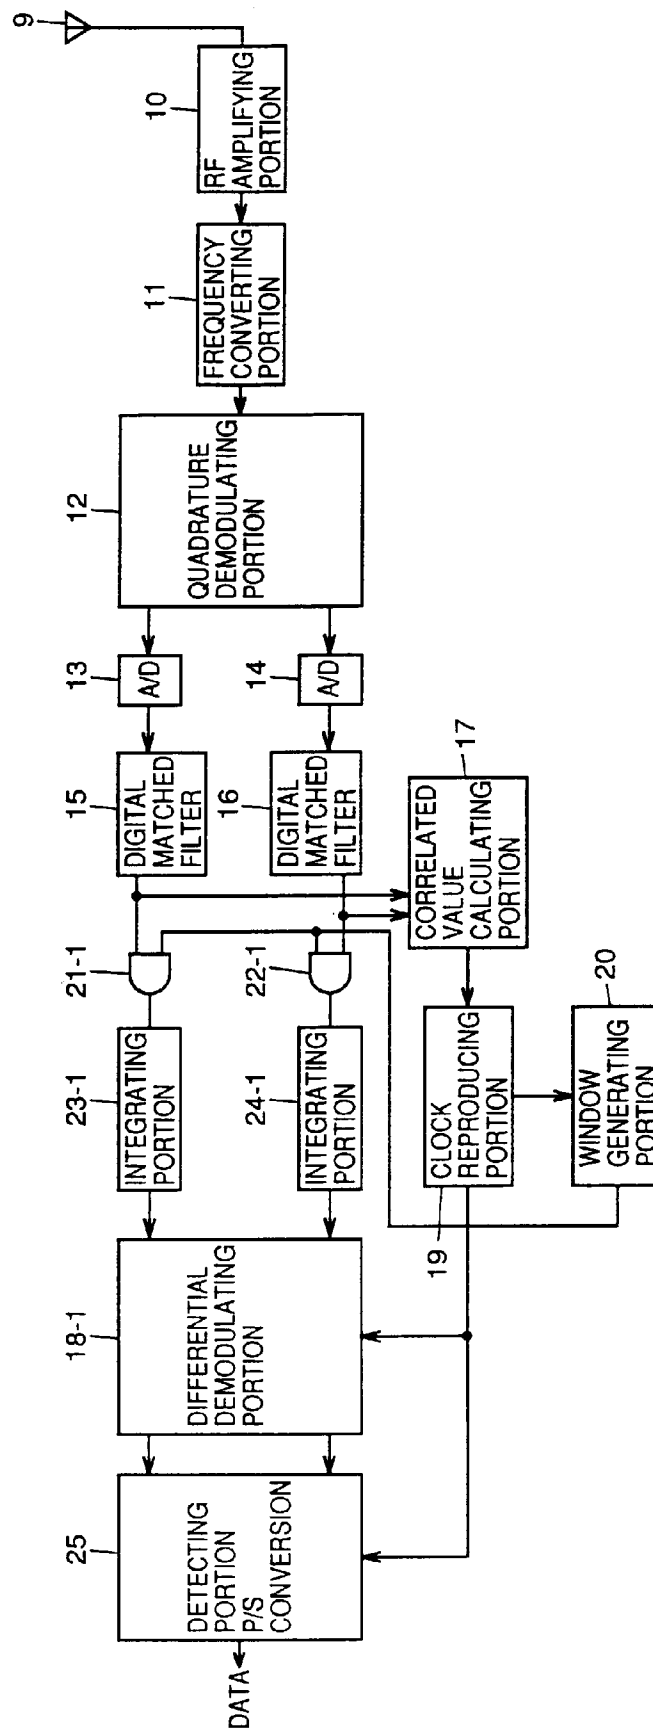 9
10
RF
AMPLIFYING
PORTION
11
FREQUENCY
CONVERTING
PORTION
12
QUADRATURE
DEMODULATING
PORTION
13
A/D
14
A/D
15
DIGITAL
MATCHED
FILTER
16
DIGITAL
MATCHED
FILTER
17
CORRELATED
VALUE
CALCULATING
PORTION
21-1
22-1
23-1
INTEGRATING
PORTION
24-1
INTEGRATING
PORTION
19
CLOCK
REPRODUCING
PORTION
20
WINDOW
GENERATING
PORTION
18-1
DIFFERENTIAL
DEMODULATING
PORTION
25
DETECTING
PORTION
P/S
CONVERSION
DATA